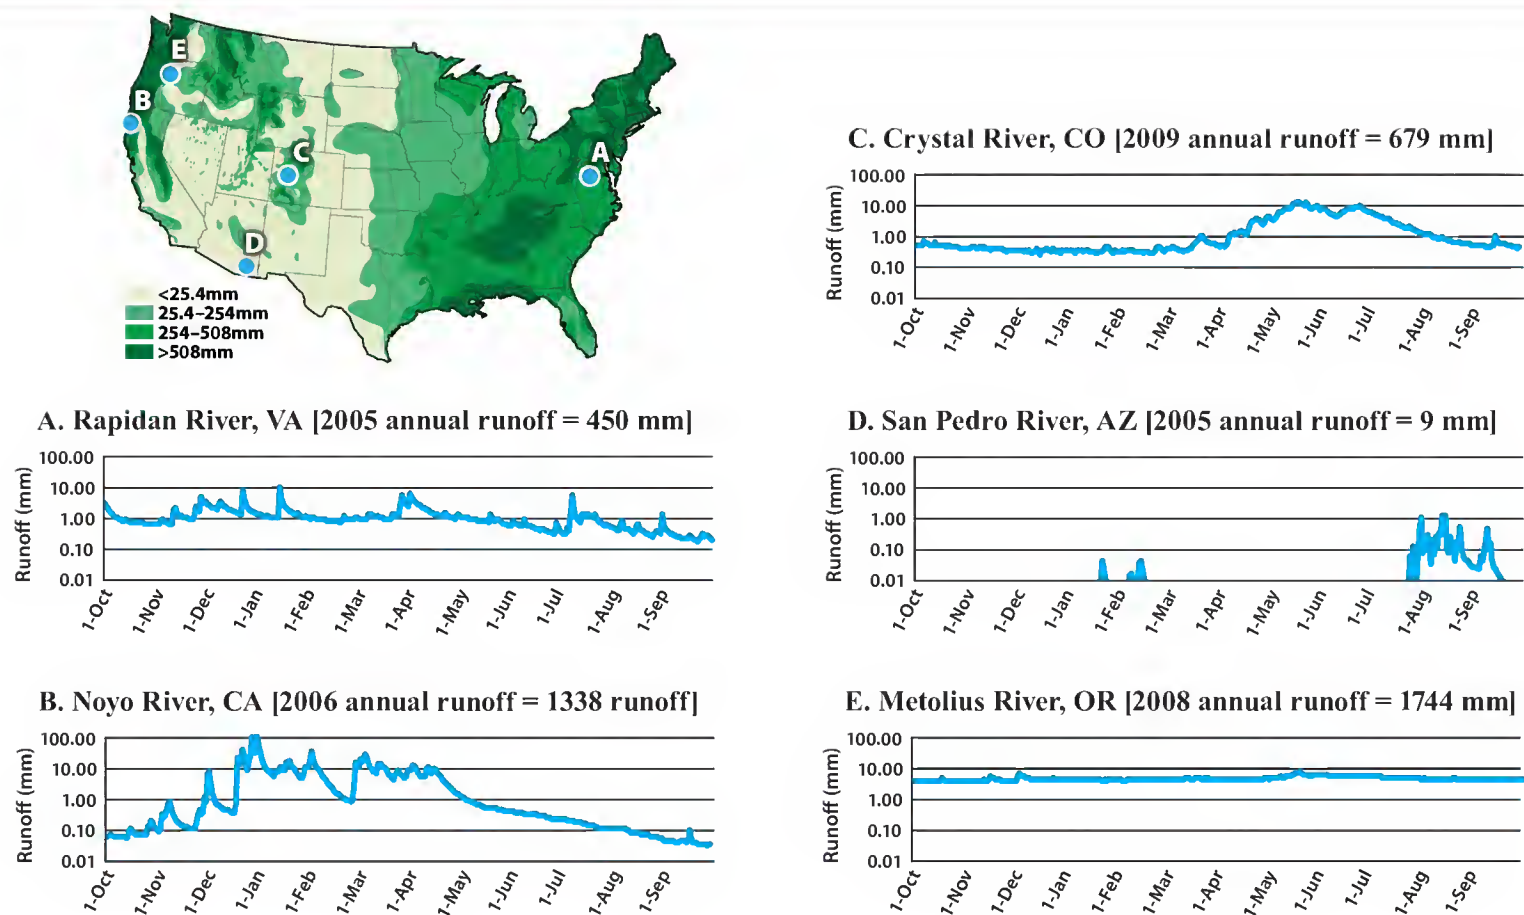 E
B
C
A
D
<25.4mm
25.4–254mm
254–508mm
>508mm
C. Crystal River, CO [2009 annual runoff = 679 mm]
Runoff (mm)
100.00
10.00
1.00
0.10
0.01
1-Oct 1-Nov 1-Dec 1-Jan 1-Feb 1-Mar 1-Apr 1-May 1-Jun 1-Jul 1-Aug 1-Sep
A. Rapidan River, VA [2005 annual runoff = 450 mm]
Runoff (mm)
100.00
10.00
1.00
0.10
0.01
1-Oct 1-Nov 1-Dec 1-Jan 1-Feb 1-Mar 1-Apr 1-May 1-Jun 1-Jul 1-Aug 1-Sep
D. San Pedro River, AZ [2005 annual runoff = 9 mm]
Runoff (mm)
100.00
10.00
1.00
0.10
0.01
1-Oct 1-Nov 1-Dec 1-Jan 1-Feb 1-Mar 1-Apr 1-May 1-Jun 1-Jul 1-Aug 1-Sep
B. Noyo River, CA [2006 annual runoff = 1338 runoff]
Runoff (mm)
100.00
10.00
1.00
0.10
0.01
1-Oct 1-Nov 1-Dec 1-Jan 1-Feb 1-Mar 1-Apr 1-May 1-Jun 1-Jul 1-Aug 1-Sep
E. Metolius River, OR [2008 annual runoff = 1744 mm]
Runoff (mm)
100.00
10.00
1.00
0.10
0.01
1-Oct 1-Nov 1-Dec 1-Jan 1-Feb 1-Mar 1-Apr 1-May 1-Jun 1-Jul 1-Aug 1-Sep